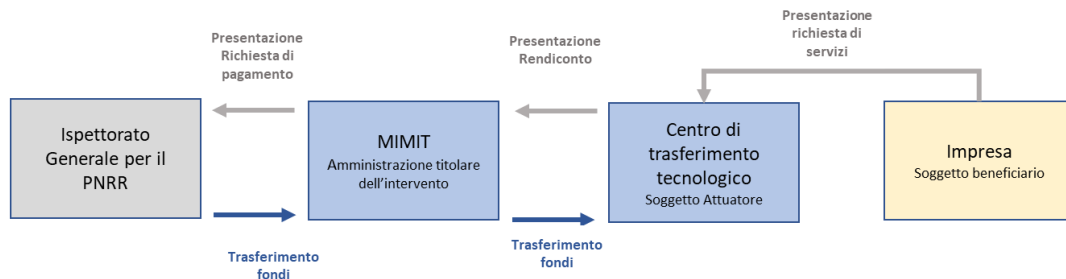 Presentazione
Richiesta di
pagamento
Presentazione
Rendiconto
Presentazione
richiesta di
servizi
Ispettorato
Generale per il
PNRR
MIMIT
Amministrazione titolare
dell'intervento
Centro di
trasferimento
tecnologico
Soggetto Attuatore
Impresa
Soggetto beneficiario
Trasferimento
fondi
Trasferimento
fondi